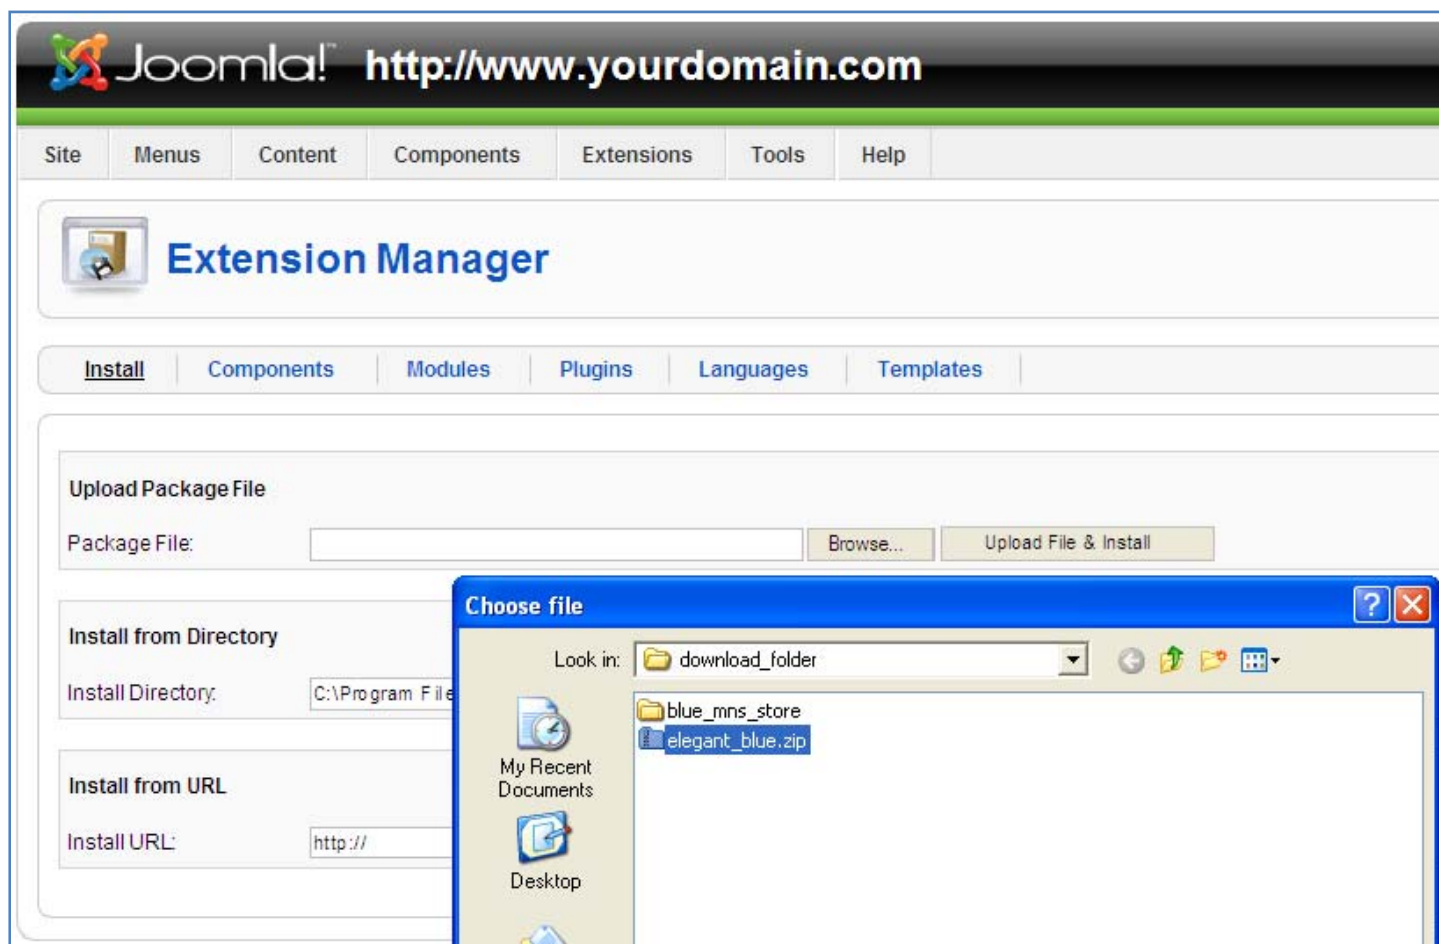 Joomla!™ http://www.yourdomain.com
Site Menus Content Components Extensions Tools Help
Extension Manager
Install Components Modules Plugins Languages Templates
Upload Package File
Package File: Browse... Upload File & Install
Choose file
Install from Directory
Look in: download_folder
Install Directory: C:\Program File
blue_mns_store
elegant_blue.zip
My Recent
Documents
Install from URL
Install URL: http://
Desktop